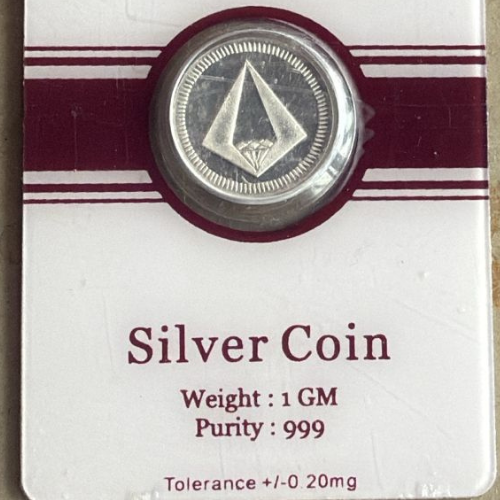 Silver Coin
Weight : 1 GM
Purity : 999
Tolerance +/-0.20mg